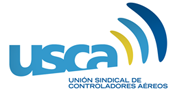 usca
UNIÓN SINDICAL DE
CONTROLADORES AÉREOS